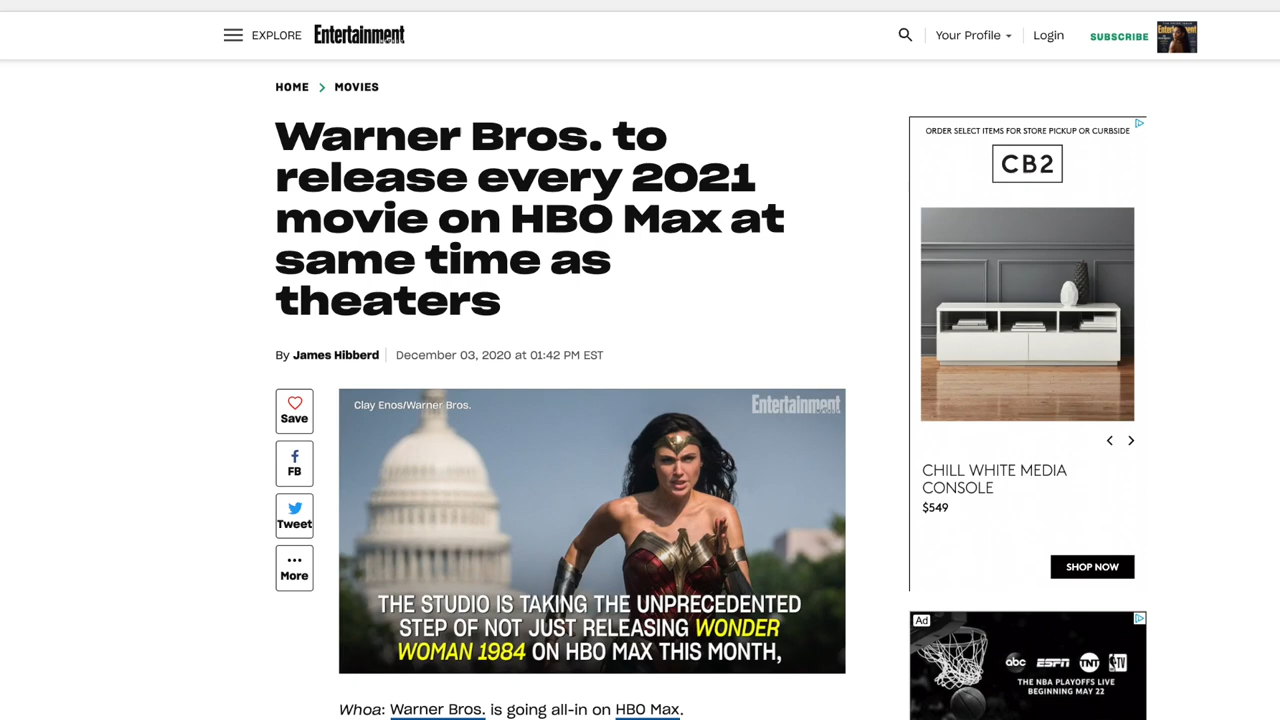 EXPLORE
Entertainment
Your Profile
Login
SUBSCRIBE
HOME
MOVIES
Warner Bros. to
release every 2021
movie on HBO Max at
same time as
theaters
By James Hibberd
December 03, 2020 at 01:42 PM EST
Save
FB
Tweet
More
Clay Enos/Warner Bros.
Entertainment
THE STUDIO IS TAKING THE UNPRECEDENTED
STEP OF NOT JUST RELEASING WONDER
WOMAN 1984 ON HBO MAX THIS MONTH,
Whoa: Warner Bros. is going all-in on HBO Max.
ORDER SELECT ITEMS FOR STORE PICKUP OR CURBSIDE
CB2
CHILL WHITE MEDIA
CONSOLE
$549
SHOP NOW
Ad
abc ESPN TNT NBA TV
THE NBA PLAYOFFS LIVE
BEGINNING MAY 22